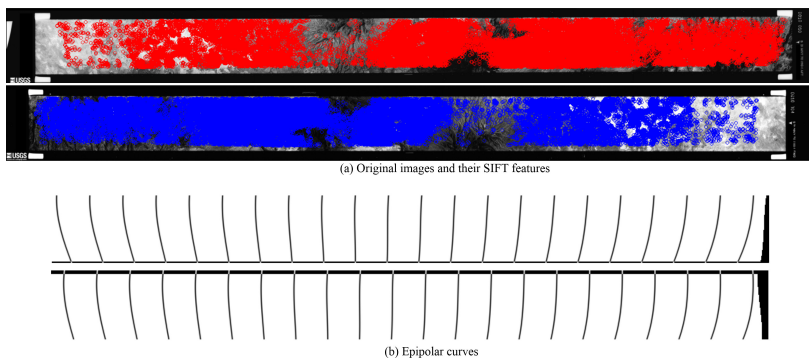 USGS
USGS
(a) Original images and their SIFT features
(b) Epipolar curves